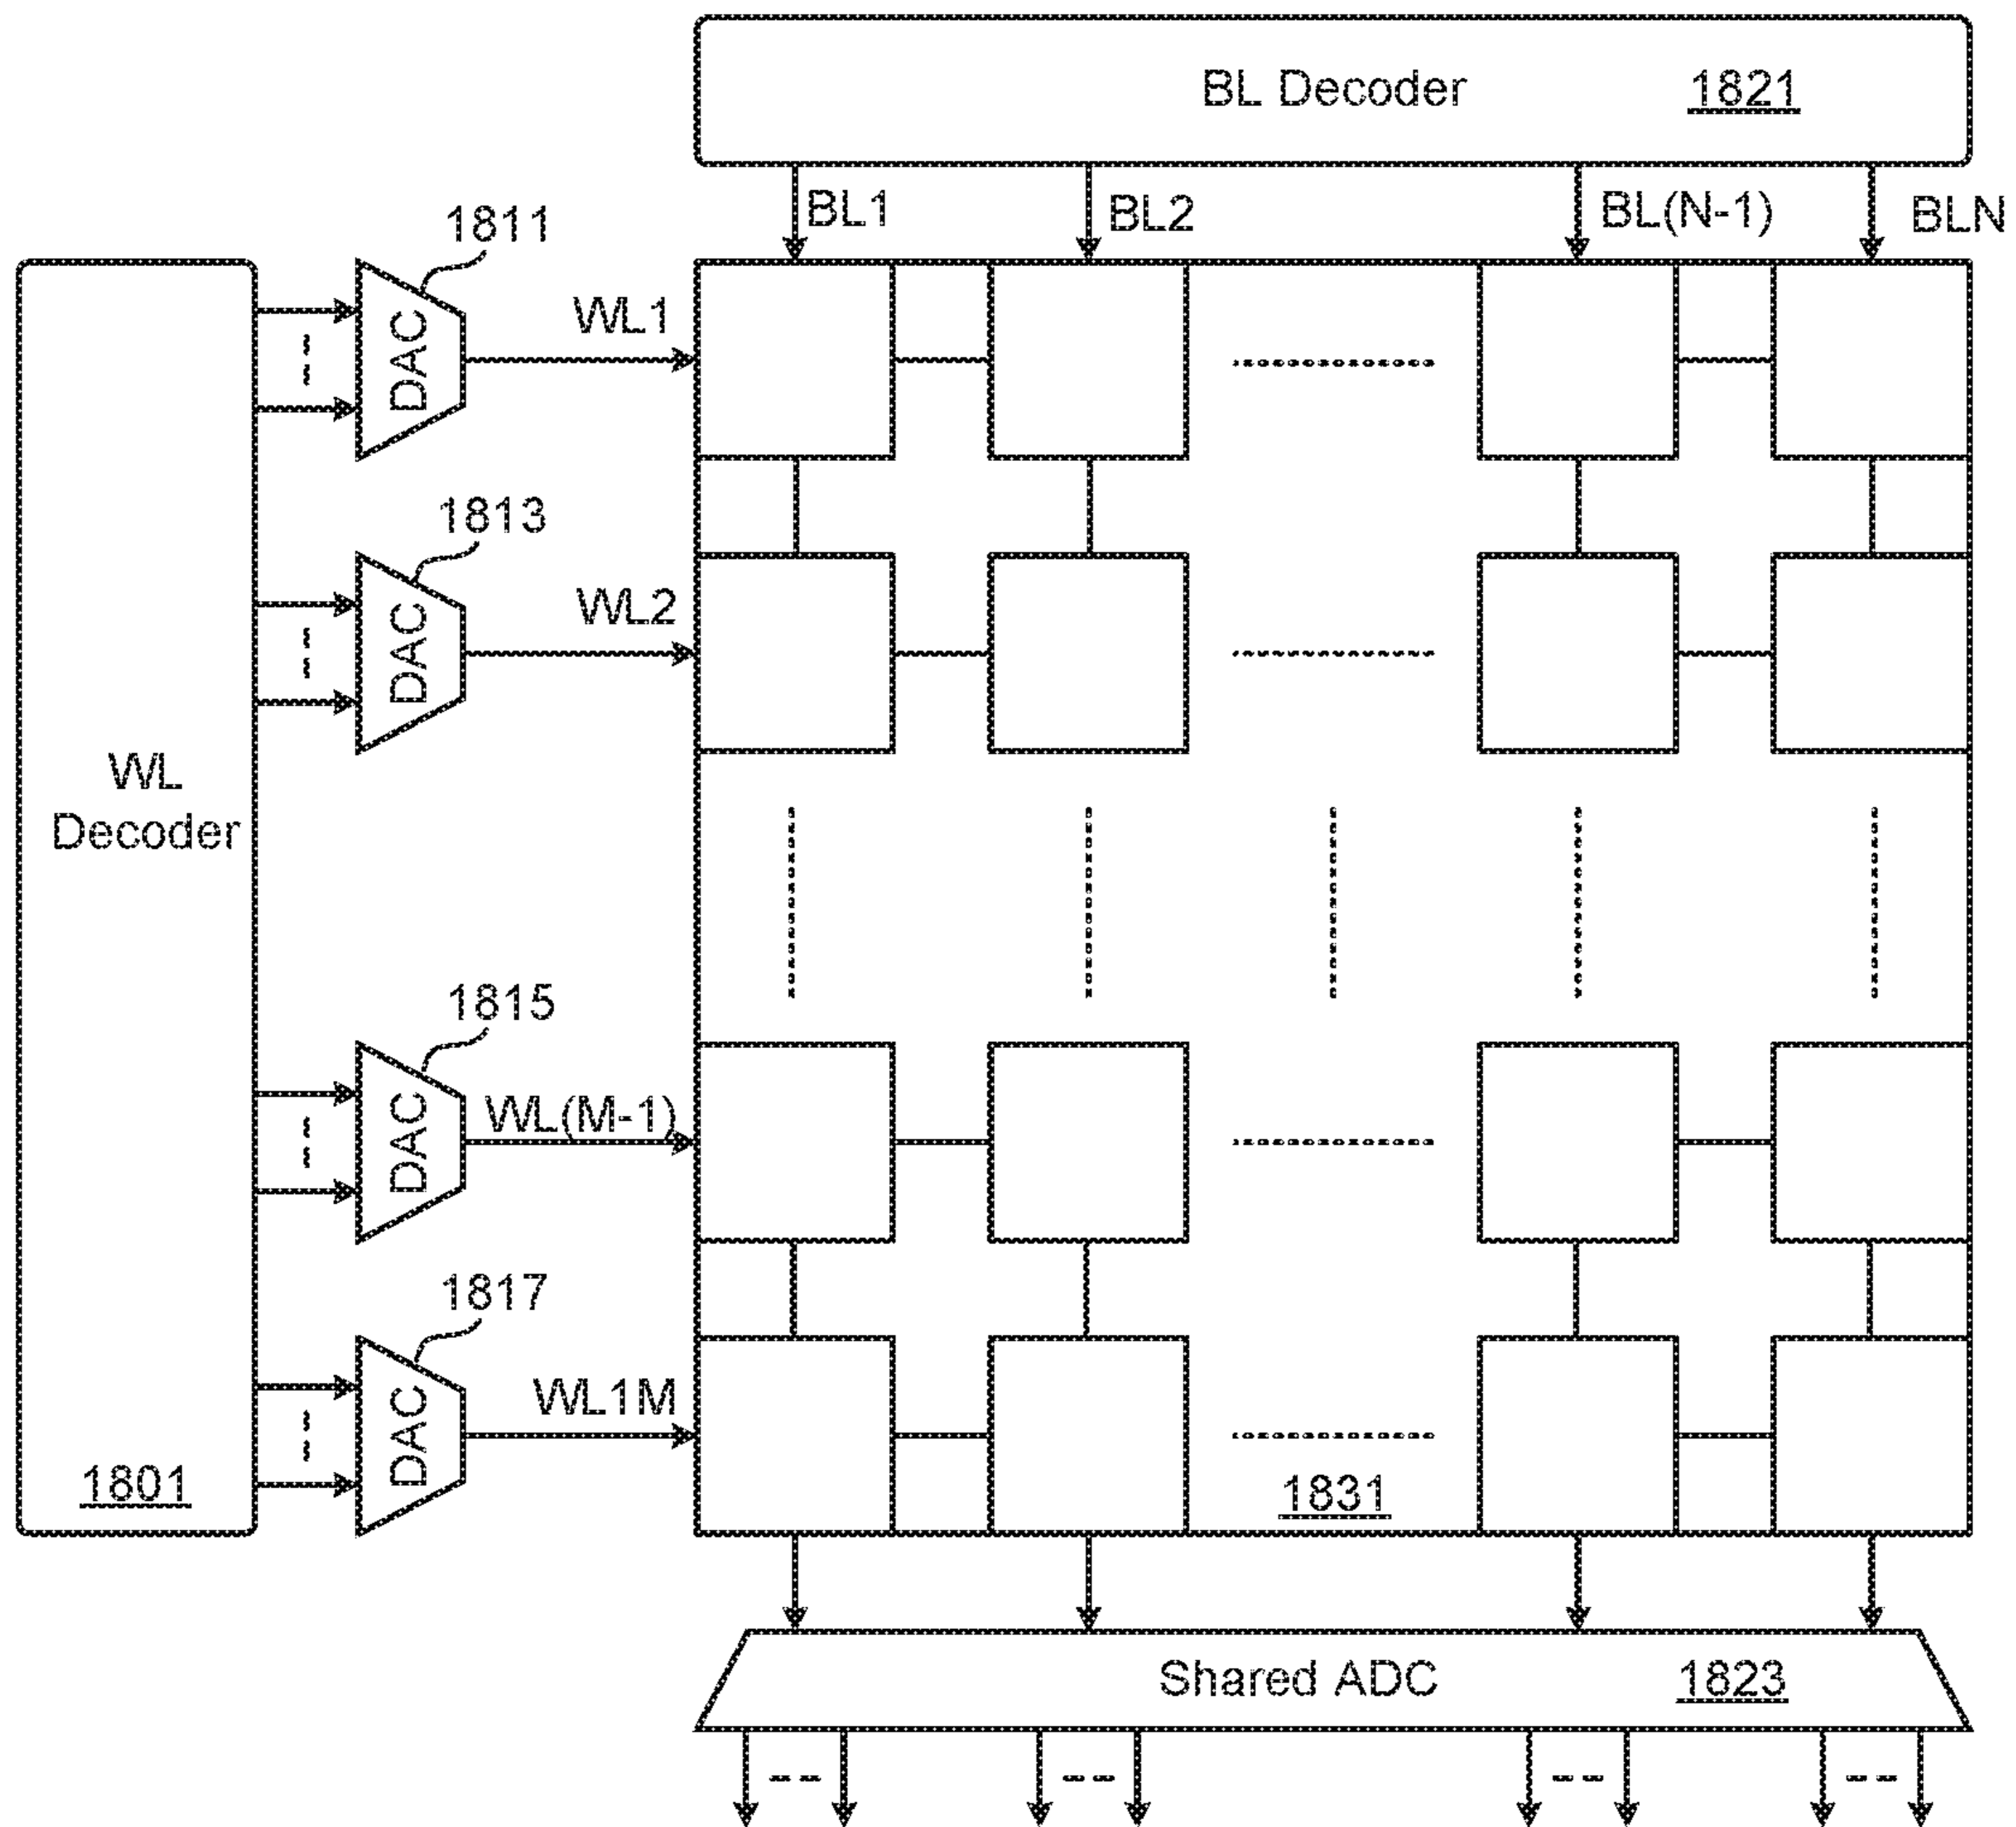 BL Decoder 1821
BL1
BL2
BL(N-1)
BLN
1811
DAC
WL1
1813
DAC
WL2
WL
Decoder
1815
DAC
WL(M-1)
1817
DAC
WL1M
1801
1831
Shared ADC 1823